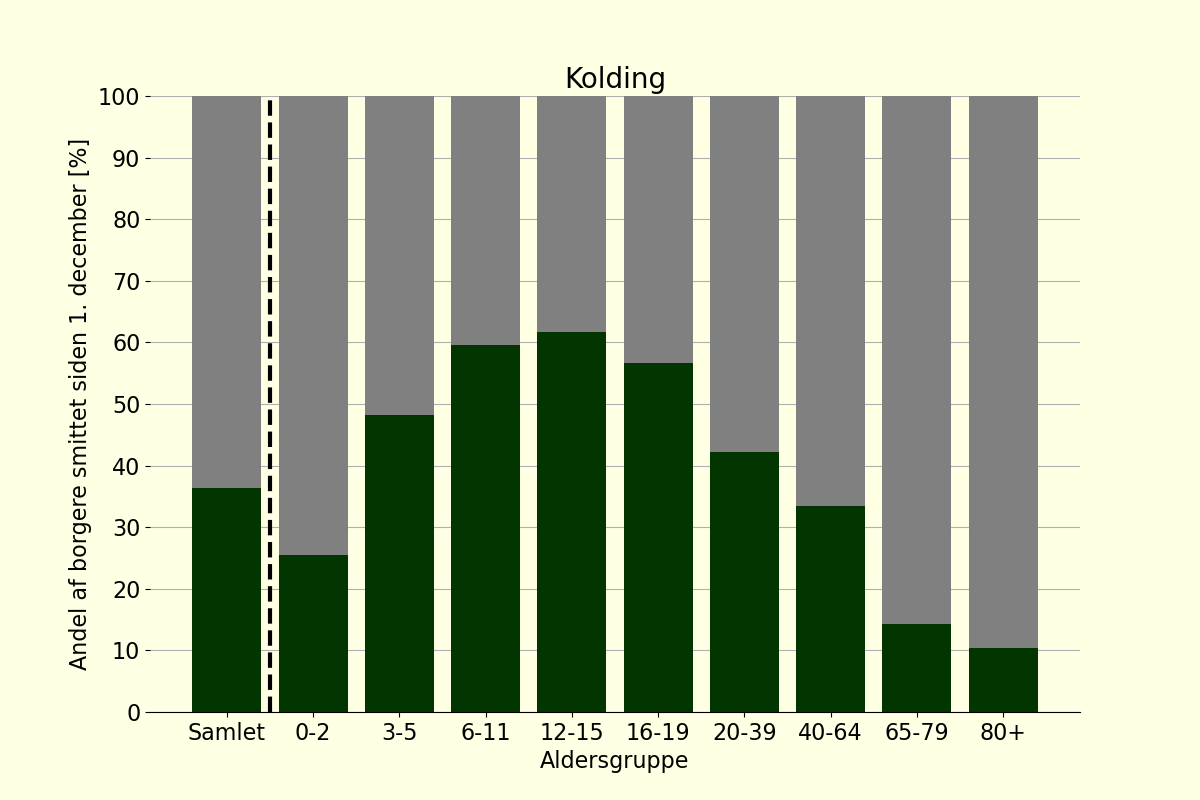 Kolding
Andel af borgere smittet siden 1. december [%]
100
90
80
70
60
50
40
30
20
10
0
Samlet 0-2 3-5 6-11 12-15 16-19 20-39 40-64 65-79 80+
Aldersgruppe